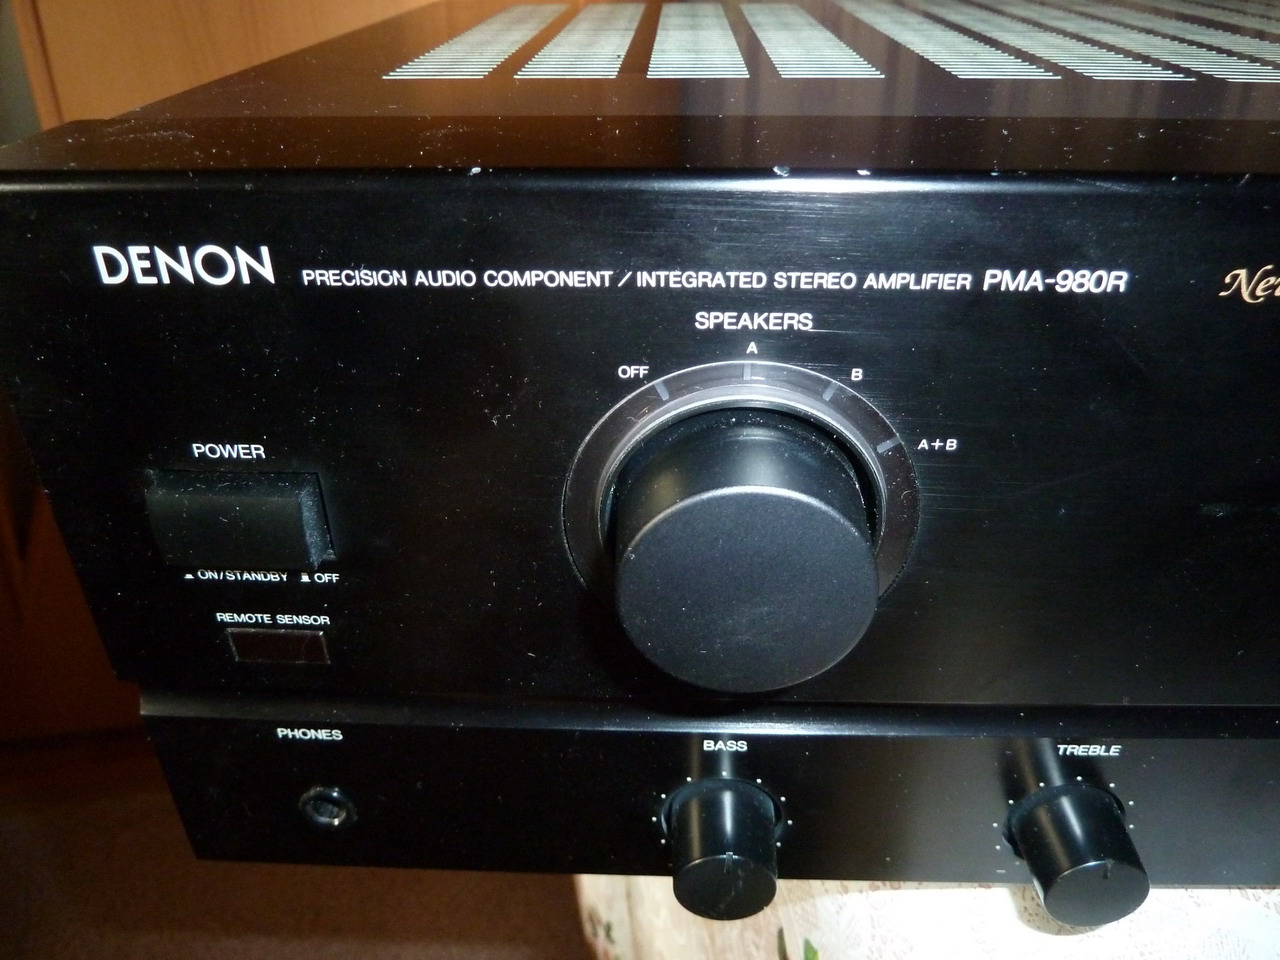 DENON PRECISION AUDIO COMPONENT / INTEGRATED STEREO AMPLIFIER PMA-980R
SPEAKERS
OFF A B A+B
POWER
ON/STANDBY OFF
REMOTE SENSOR
PHONES BASS TREBLE